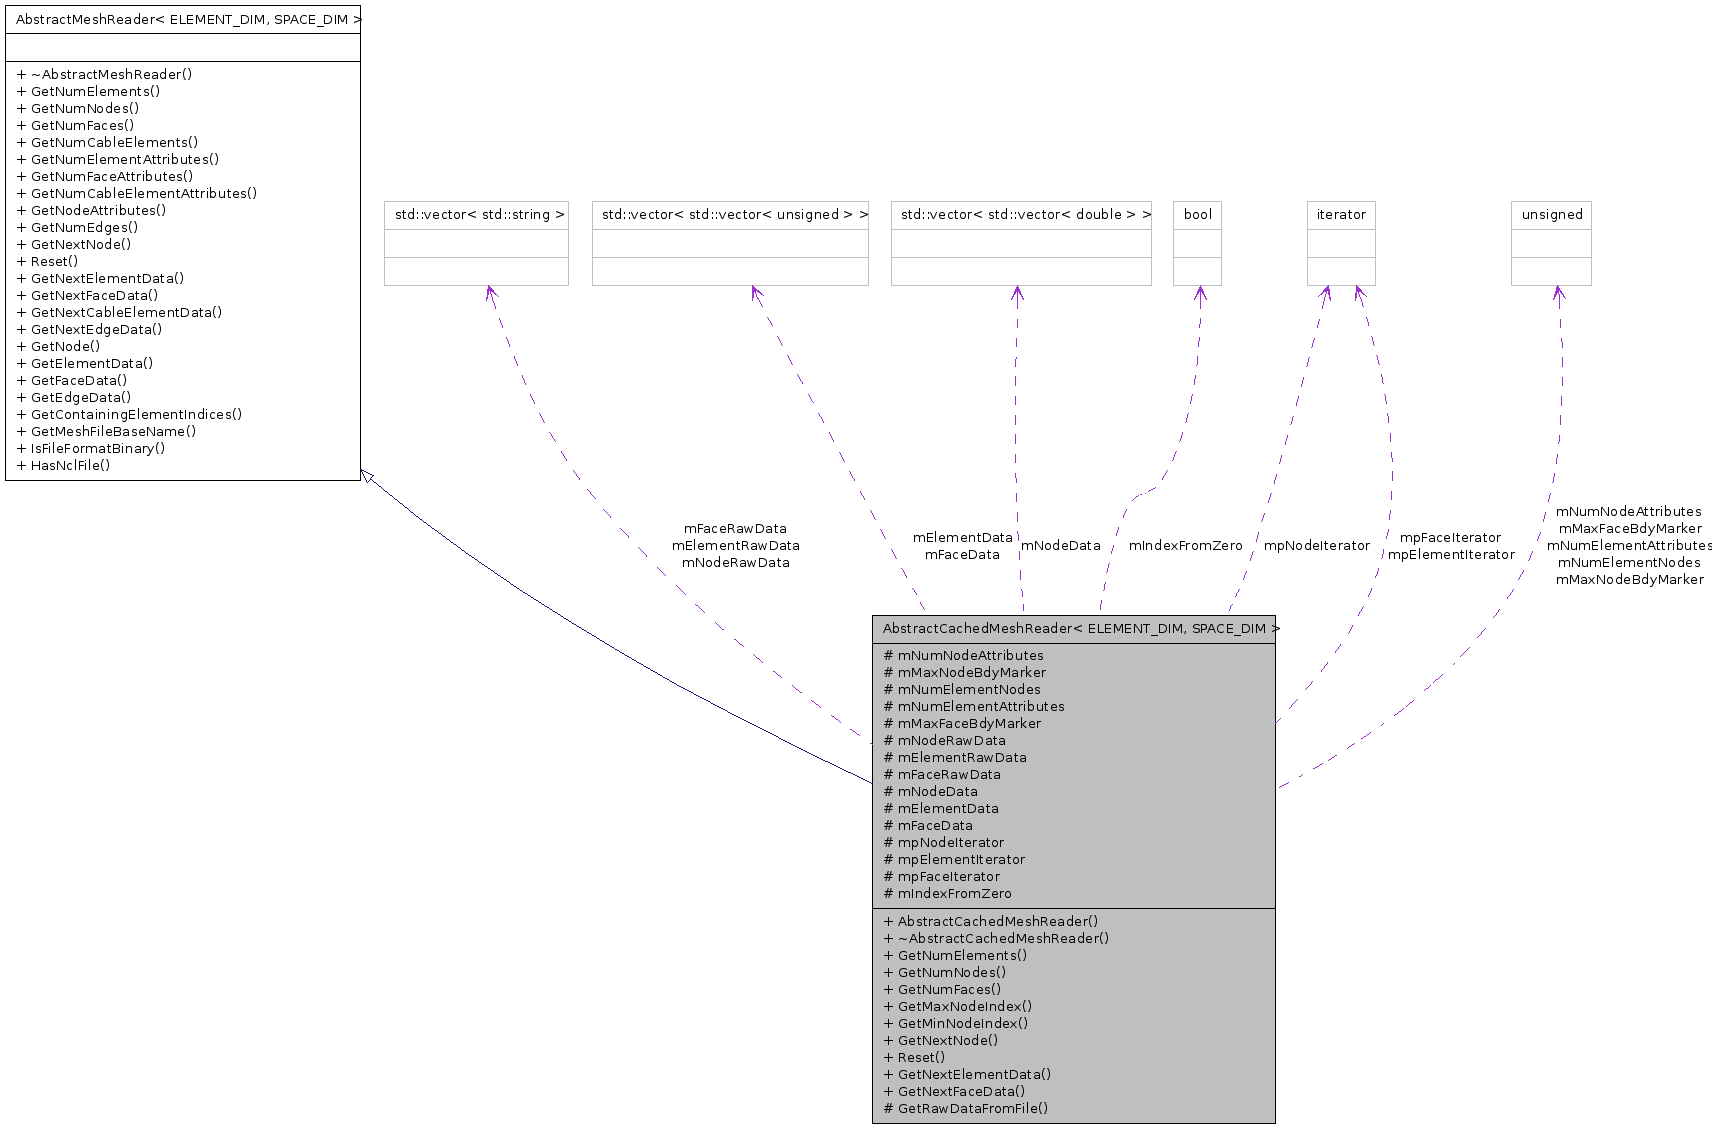 AbstractMeshReader< ELEMENT_DIM, SPACE_DIM >
+ ~AbstractMeshReader()
+ GetNumElements()
+ GetNumNodes()
+ GetNumFaces()
+ GetNumCableElements()
+ GetNumElementAttributes()
+ GetNumFaceAttributes()
+ GetNumCableElementAttributes()
+ GetNodeAttributes()
+ GetNumEdges()
+ GetNextNode()
+ Reset()
+ GetNextElementData()
+ GetNextFaceData()
+ GetNextCableElementData()
+ GetNextEdgeData()
+ GetNode()
+ GetElementData()
+ GetFaceData()
+ GetEdgeData()
+ GetContainingElementIndices()
+ GetMeshFileBaseName()
+ IsFileFormatBinary()
+ HasNclFile()
std::vector< std::string >
std::vector< std::vector< unsigned > >
std::vector< std::vector< double > >
bool
iterator
unsigned
mFaceRawData
mElementRawData
mNodeRawData
mElementData
mFaceData
mNodeData
mIndexFromZero
mpNodeIterator
mpFaceIterator
mpElementIterator
mNumNodeAttributes
mMaxFaceBdyMarker
mNumElementAttributes
mNumElementNodes
mMaxNodeBdyMarker
AbstractCachedMeshReader< ELEMENT_DIM, SPACE_DIM >
# mNumNodeAttributes
# mMaxNodeBdyMarker
# mNumElementNodes
# mNumElementAttributes
# mMaxFaceBdyMarker
# mNodeRawData
# mElementRawData
# mFaceRawData
# mNodeData
# mElementData
# mFaceData
# mpNodeIterator
# mpElementIterator
# mpFaceIterator
# mIndexFromZero
+ AbstractCachedMeshReader()
+ ~AbstractCachedMeshReader()
+ GetNumElements()
+ GetNumNodes()
+ GetNumFaces()
+ GetMaxNodeIndex()
+ GetMinNodeIndex()
+ GetNextNode()
+ Reset()
+ GetNextElementData()
+ GetNextFaceData()
# GetRawDataFromFile()